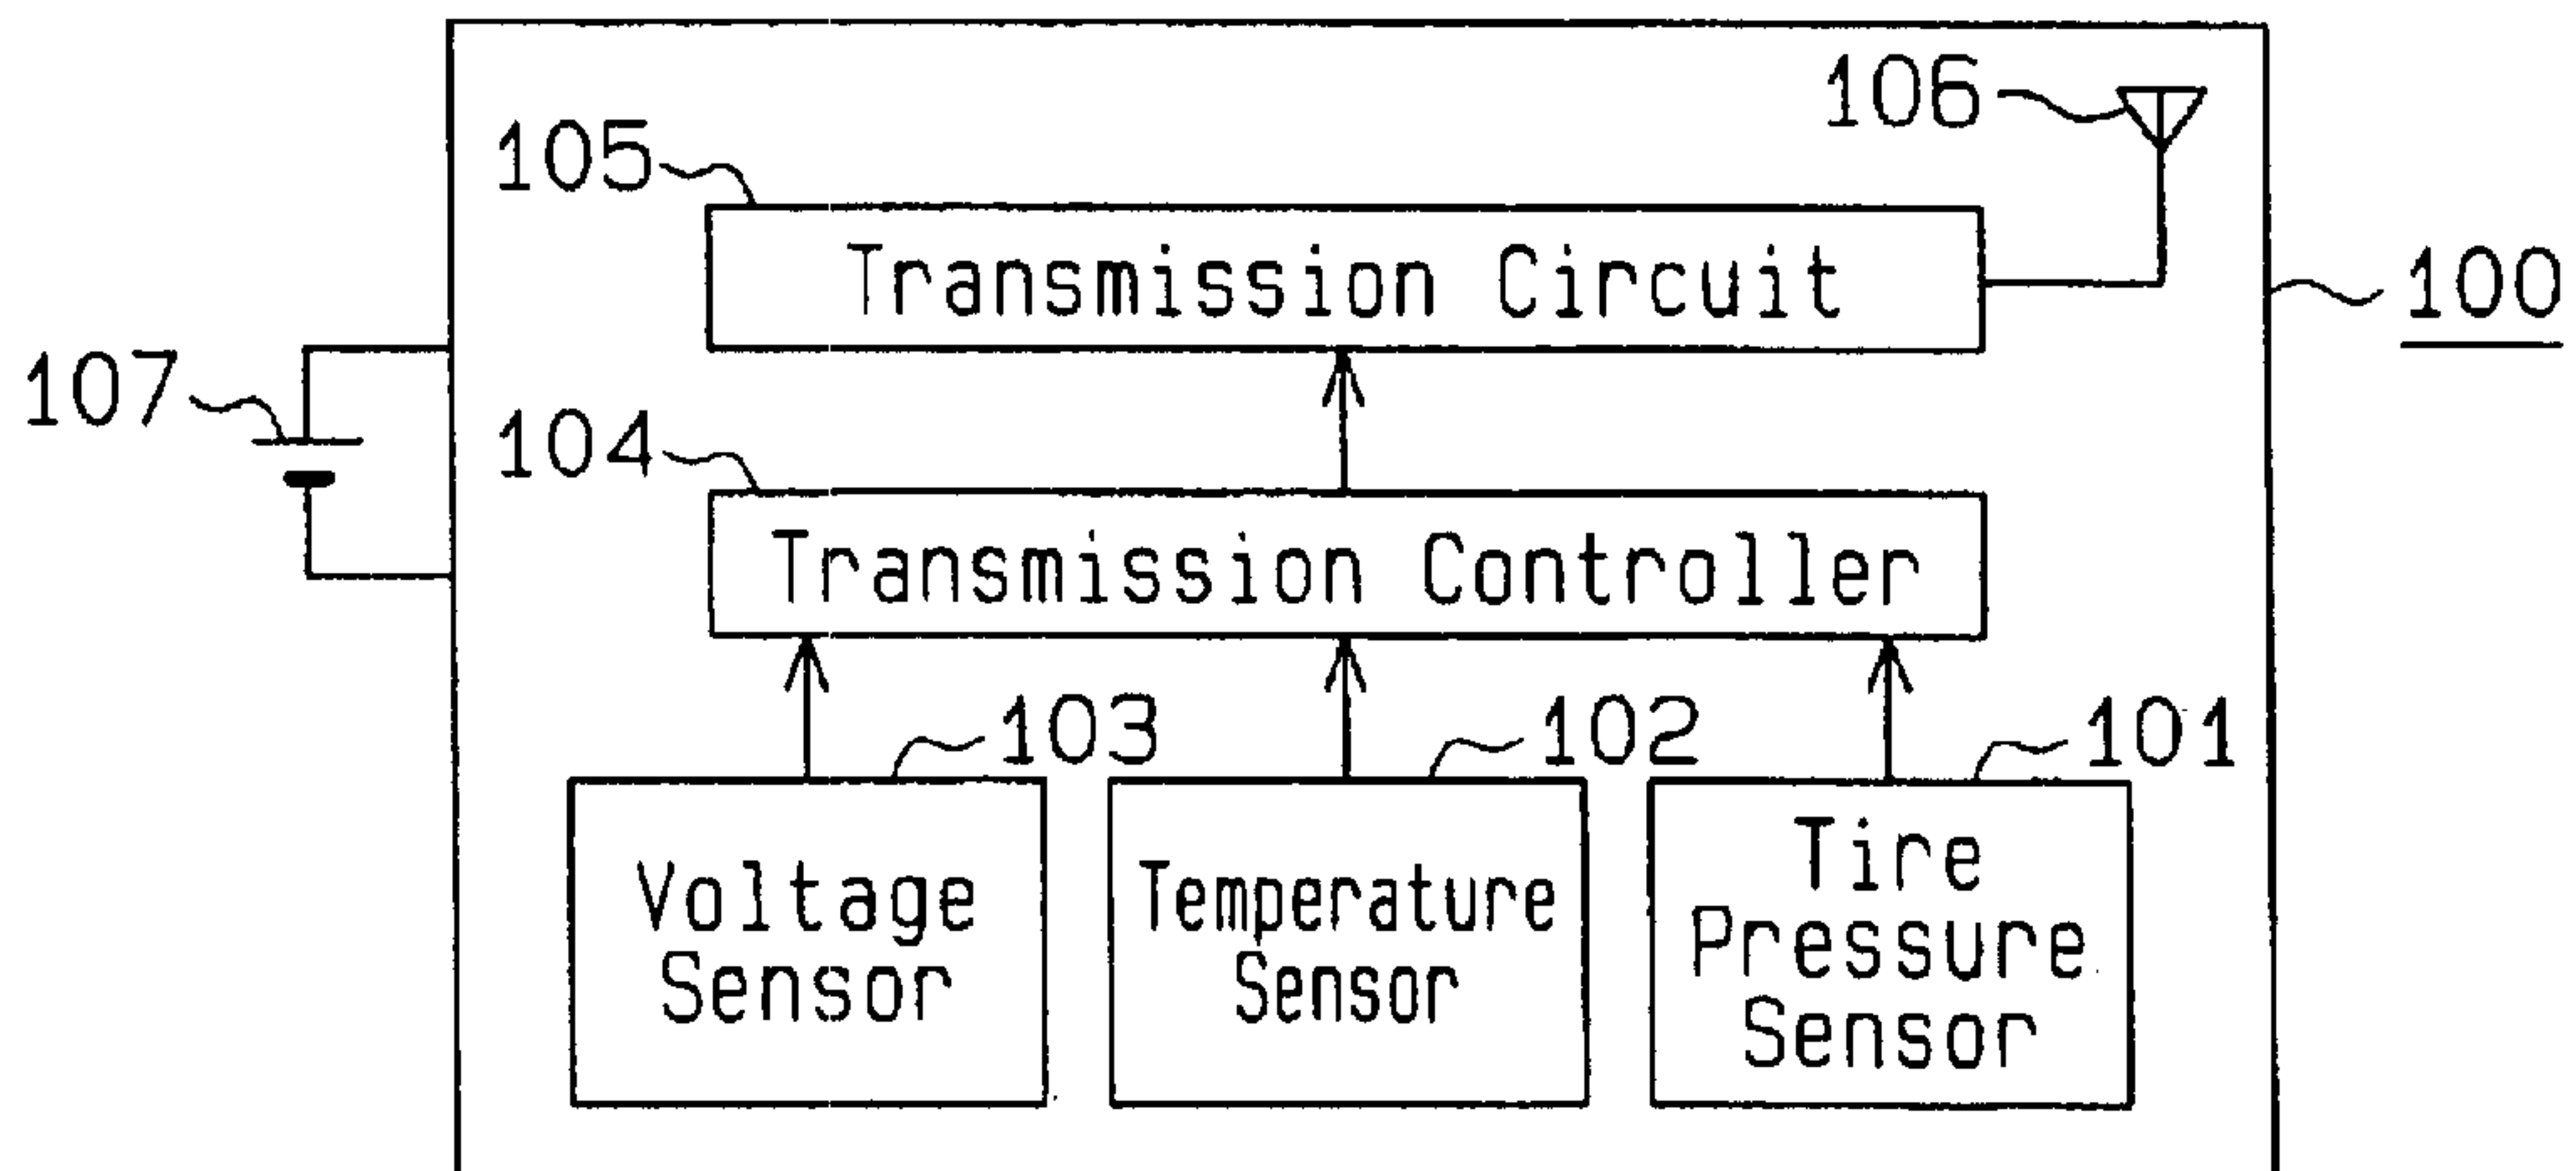 106
105
Transmission Circuit
100
107
104
Transmission Controller
103
102
101
Voltage
Sensor
Temperature
Sensor
Tire
Pressure
Sensor